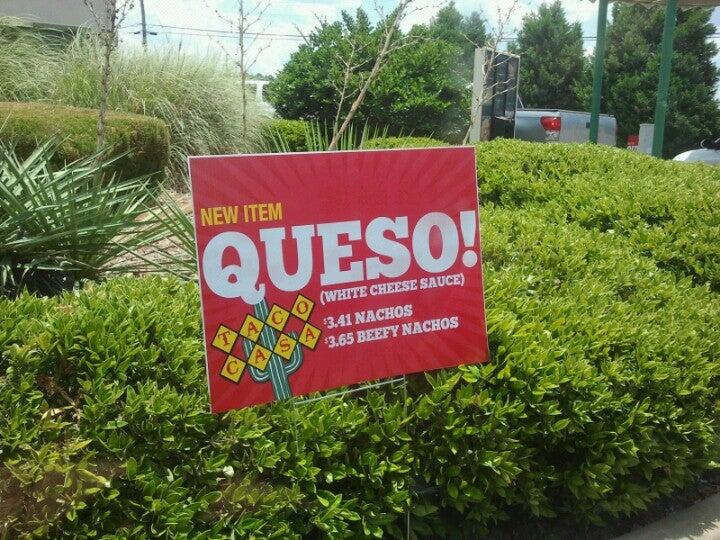 NEW ITEM
QUESO!
(WHITE CHEESE SAUCE)
$3.41 NACHOS
$3.65 BEEFY NACHOS
TACO
CASA